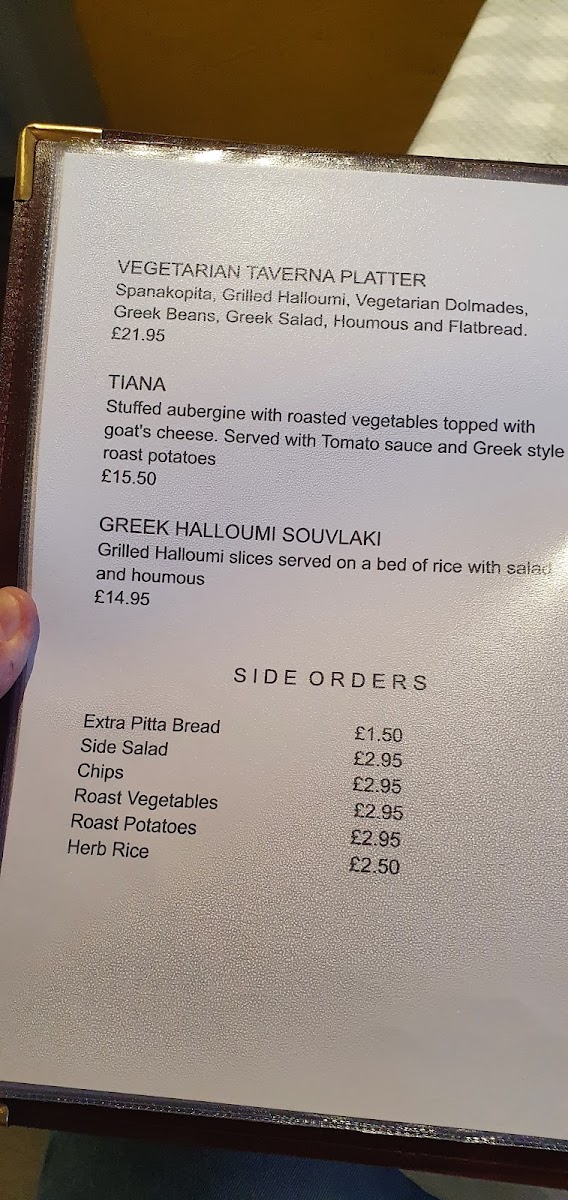 VEGETARIAN TAVERNA PLATTER
Spanakopita, Grilled Halloumi, Vegetarian Dolmades,
Greek Beans, Greek Salad, Houmous and Flatbread.
£21.95
TIANA
Stuffed aubergine with roasted vegetables topped with
goat's cheese. Served with Tomato sauce and Greek style
roast potatoes
£15.50
GREEK HALLOUMI SOUVLAKI
Grilled Halloumi slices served on a bed of rice with salad
and houmous
£14.95
SIDE ORDERS
Extra Pitta Bread £1.50
Side Salad £2.95
Chips £2.95
Roast Vegetables £2.95
Roast Potatoes £2.95
Herb Rice £2.50